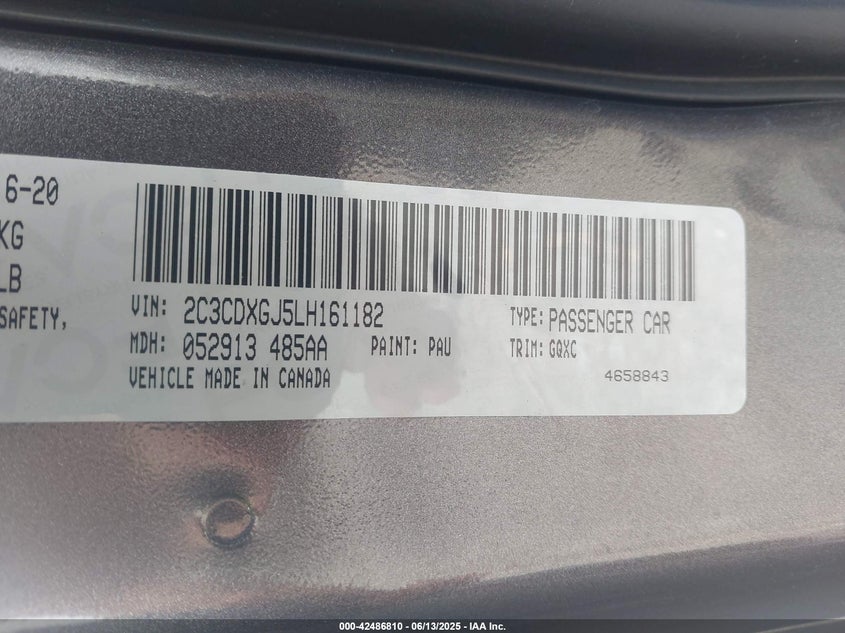 6-20
KG
LB
SAFETY,
VIN: 2C3CDXGJ5LH161182 TYPE: PASSENGER CAR
MDH: 052913 485AA PAINT: PAU TRIM: GQXC
VEHICLE MADE IN CANADA 4658843
000-42486810 - 06/13/2025 - IAA Inc.